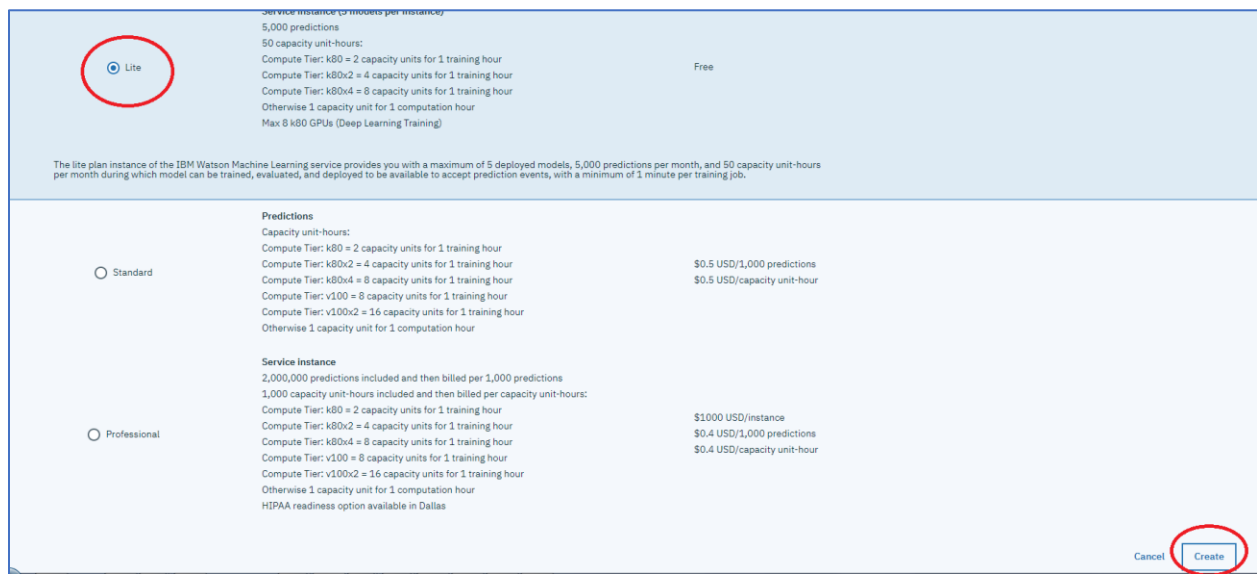 Service instance (5 models per instance)
5,000 predictions
50 capacity unit-hours:
Compute Tier: k80 = 2 capacity units for 1 training hour
Lite
Compute Tier: k80x2 = 4 capacity units for 1 training hour
Free
Compute Tier: k80x4 = 8 capacity units for 1 training hour
Otherwise 1 capacity unit for 1 computation hour
Max 8 k80 GPUs (Deep Learning Training)
The lite plan instance of the IBM Watson Machine Learning service provides you with a maximum of 5 deployed models, 5,000 predictions per month, and 50 capacity unit-hours
per month during which model can be trained, evaluated, and deployed to be available to accept prediction events, with a minimum of 1 minute per training job.
Predictions
Capacity unit-hours:
Compute Tier: k80 = 2 capacity units for 1 training hour
Compute Tier: k80x2 = 4 capacity units for 1 training hour
$0.5 USD/1,000 predictions
Standard
Compute Tier: k80x4 = 8 capacity units for 1 training hour
$0.5 USD/capacity unit-hour
Compute Tier: v100 = 8 capacity units for 1 training hour
Compute Tier: v100x2 = 16 capacity units for 1 training hour
Otherwise 1 capacity unit for 1 computation hour
Service instance
2,000,000 predictions included and then billed per 1,000 predictions
1,000 capacity unit-hours included and then billed per capacity unit-hours:
Compute Tier: k80 = 2 capacity units for 1 training hour
Compute Tier: k80x2 = 4 capacity units for 1 training hour
$1000 USD/instance
Professional
Compute Tier: k80x4 = 8 capacity units for 1 training hour
$0.4 USD/1,000 predictions
Compute Tier: v100 = 8 capacity units for 1 training hour
$0.4 USD/capacity unit-hour
Compute Tier: v100x2 = 16 capacity units for 1 training hour
Otherwise 1 capacity unit for 1 computation hour
HIPAA readiness option available in Dallas
Cancel
Create